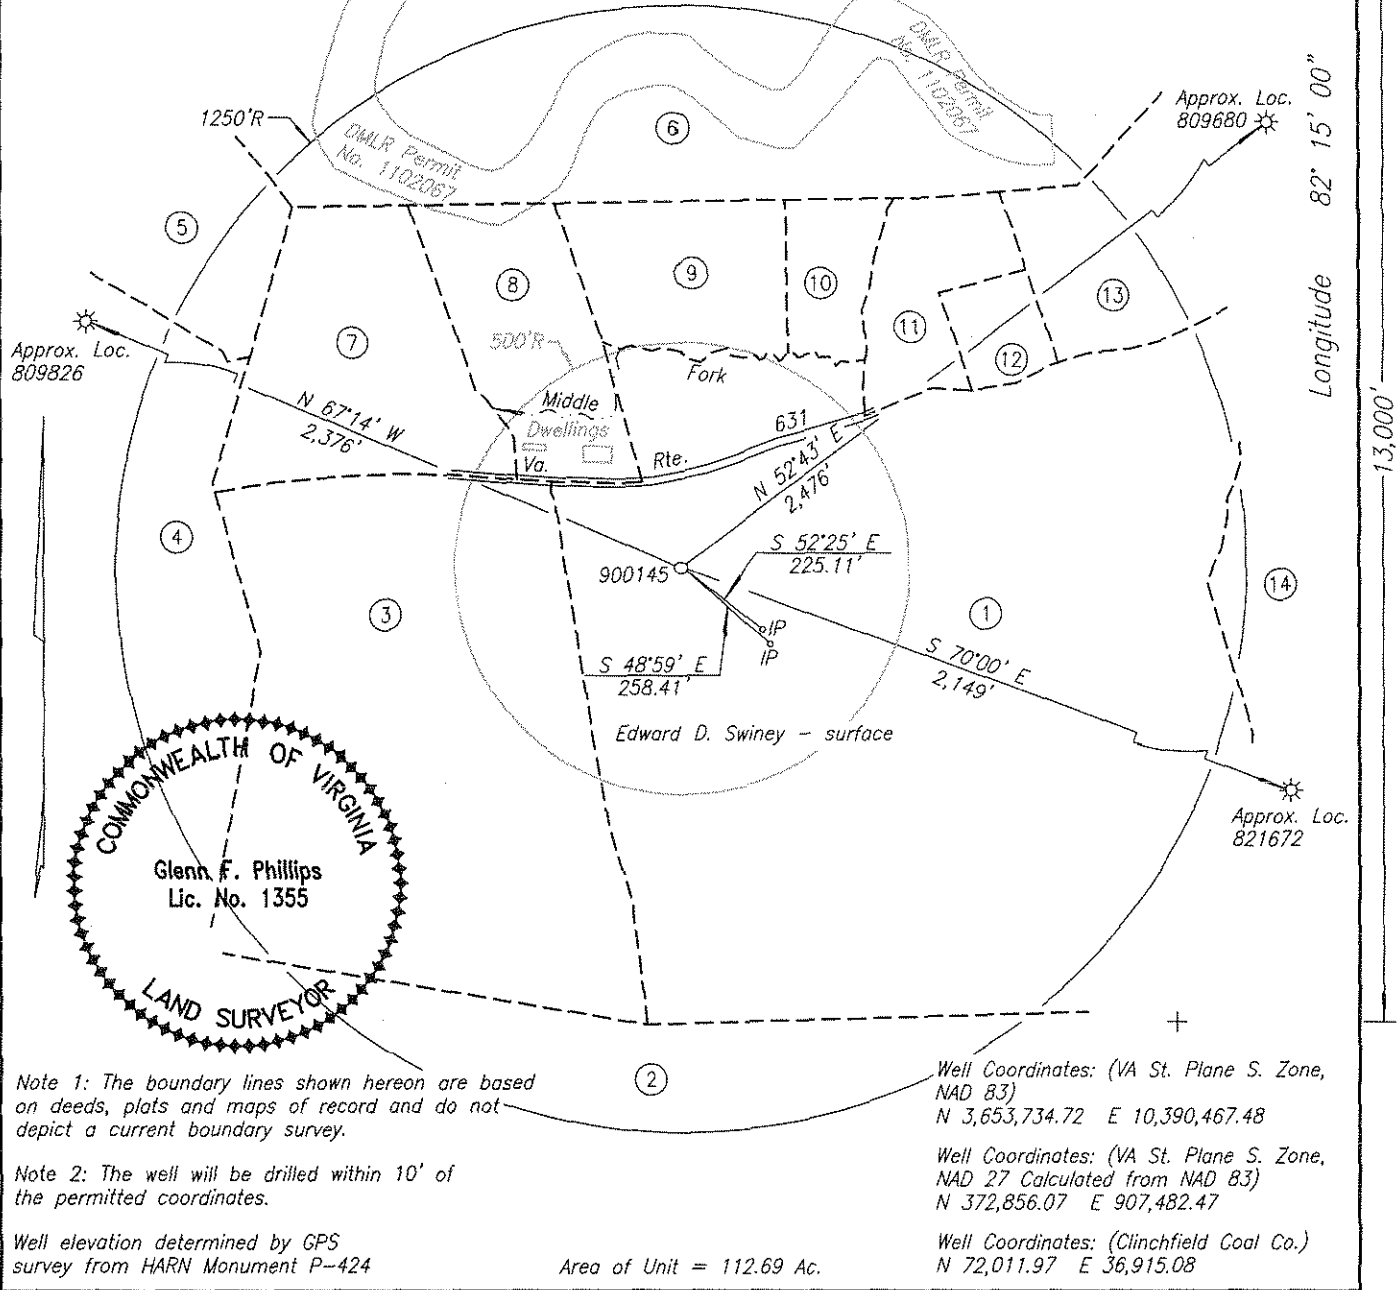 DMLR Permit
No. 1102067
Approx. Loc.
809680
1250'R
6
DMLR Permit
No. 1102067
Longitude 82° 15' 00"
5
8
9
10
13
11
7
500'R
12
Approx. Loc.
809826
Fork
13,000'
N 67°14' W
2,376'
Middle
Dwellings
631
Va.
Rte.
N 52°43' E
2,476'
4
S 52°25' E
225.11'
900145
14
3
1
IP
IP
S 48°59' E
258.41'
S 70°00' E
2,149'
Edward D. Swiney - surface
COMMONWEALTH OF VIRGINIA
Glenn F. Phillips
Lic. No. 1355
LAND SURVEYOR
Approx. Loc.
821672
2
Note 1: The boundary lines shown hereon are based
on deeds, plats and maps of record and do not
depict a current boundary survey.
Note 2: The well will be drilled within 10' of
the permitted coordinates.
Well elevation determined by GPS
survey from HARN Monument P-424
Area of Unit = 112.69 Ac.
Well Coordinates: (VA St. Plane S. Zone,
NAD 83)
N 3,653,734.72 E 10,390,467.48
Well Coordinates: (VA St. Plane S. Zone,
NAD 27 Calculated from NAD 83)
N 372,856.07 E 907,482.47
Well Coordinates: (Clinchfield Coal Co.)
N 72,011.97 E 36,915.08